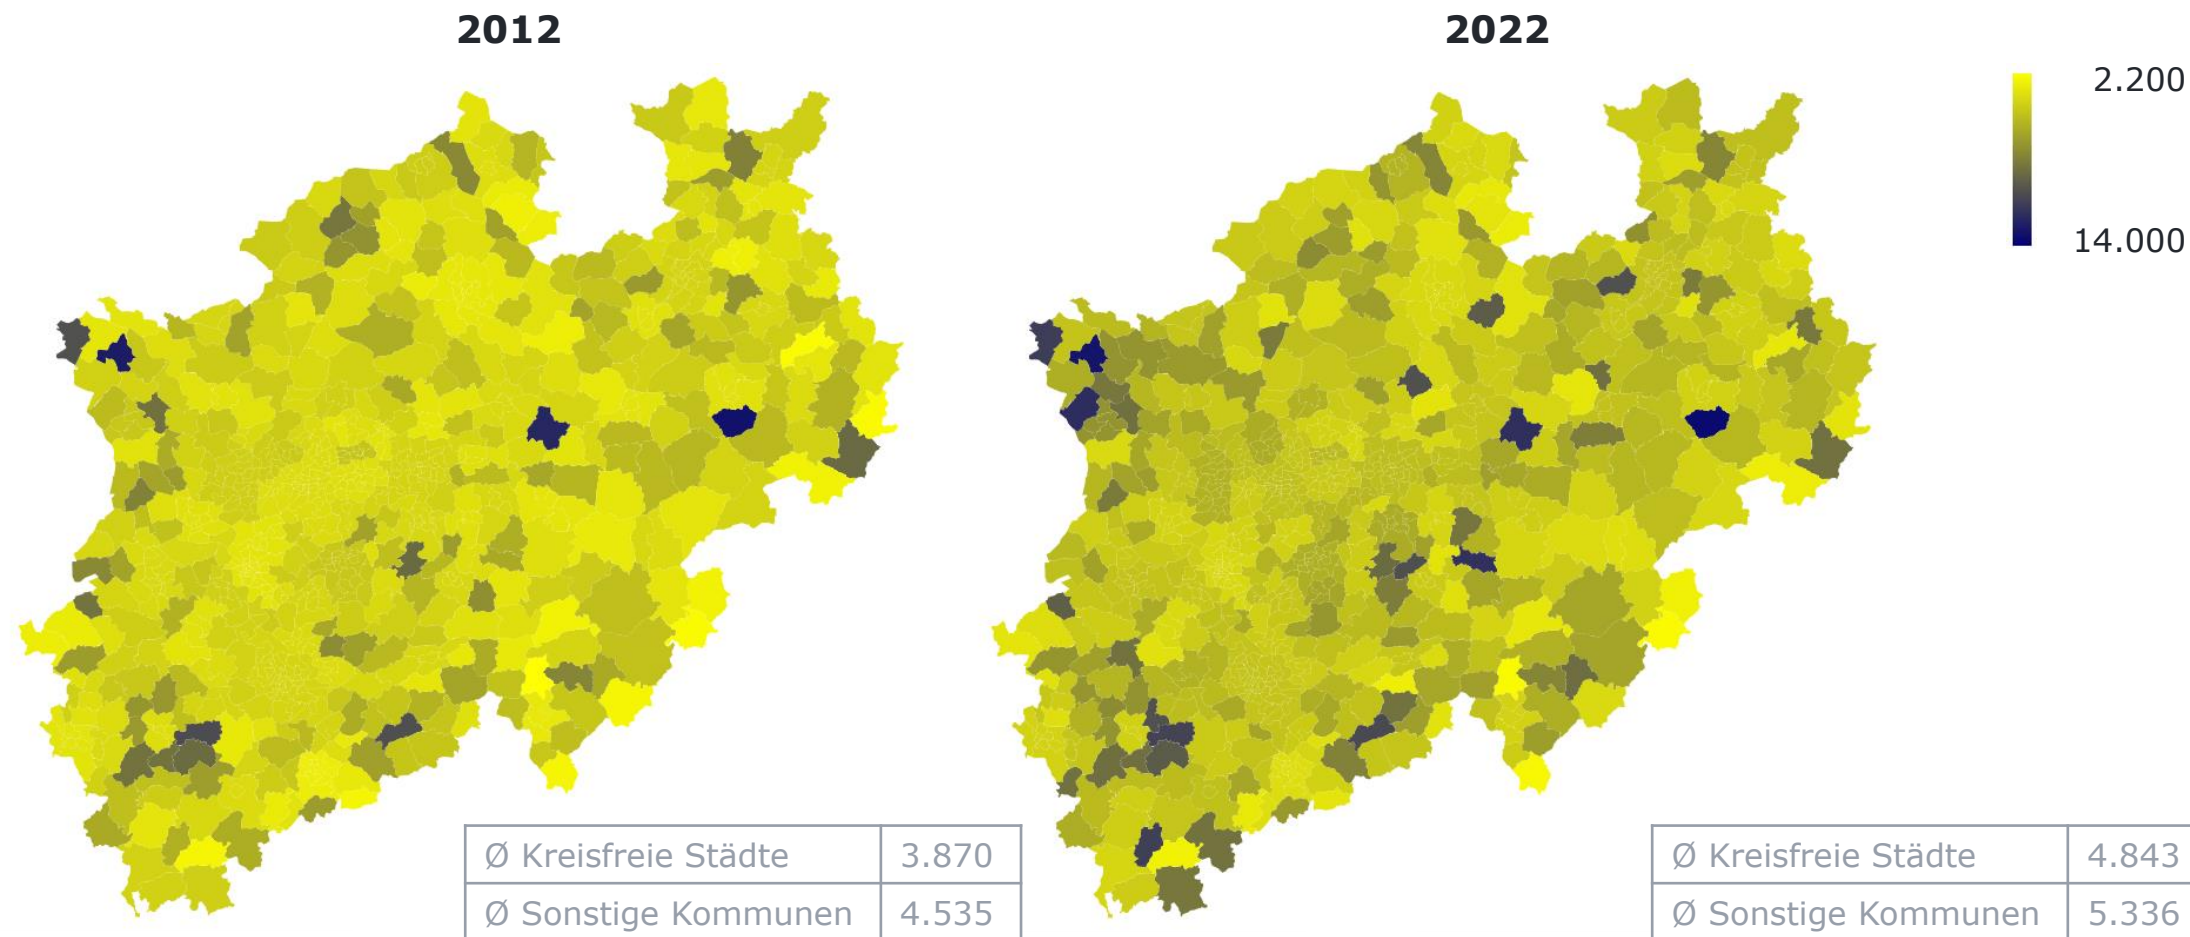 2012
2022
2.200
14.000
Ø Kreisfreie Städte 3.870
Ø Sonstige Kommunen 4.535
Ø Kreisfreie Städte 4.843
Ø Sonstige Kommunen 5.336